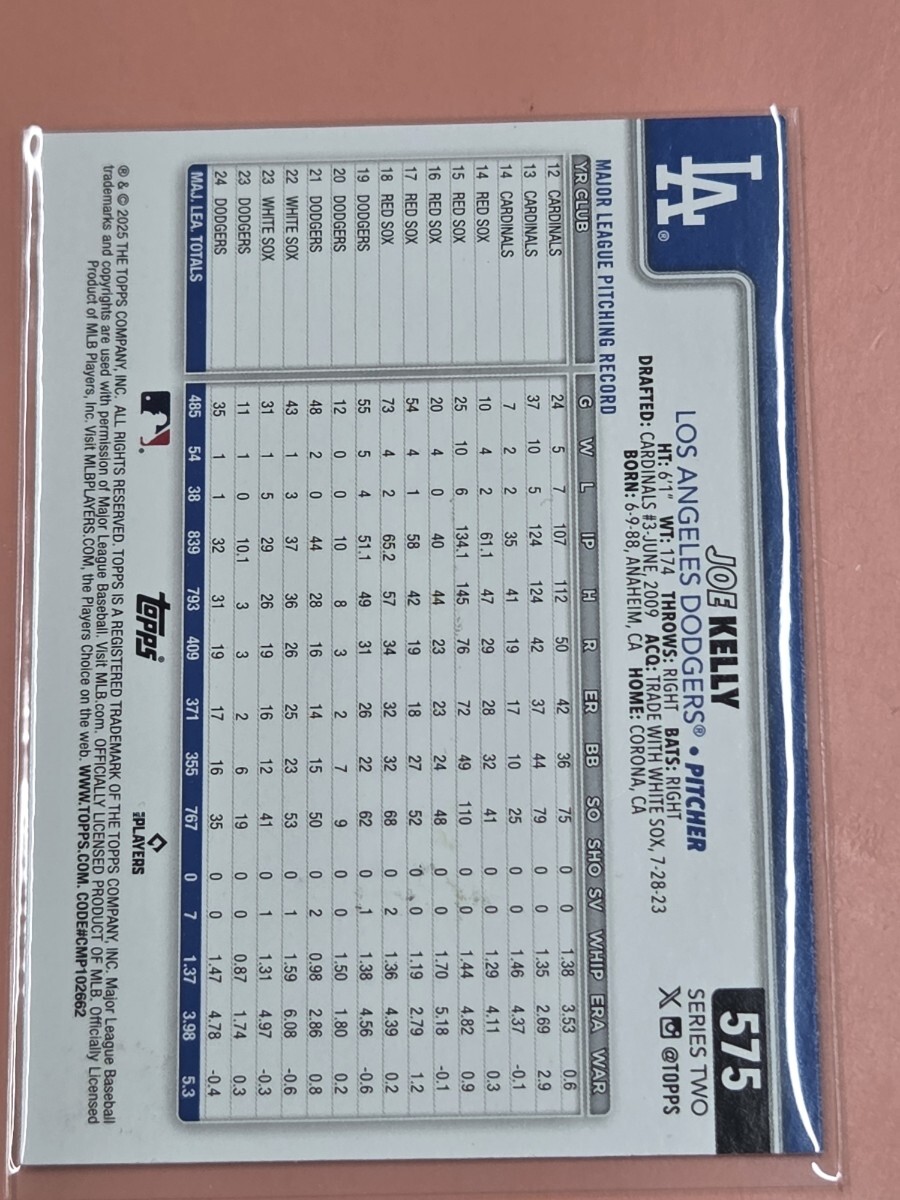 LA®
575
JOE KELLY
LOS ANGELES DODGERS® • PITCHER
SERIES TWO
HT: 6'1" WT: 174 THROWS: RIGHT BATS: RIGHT
X @TOPPS
DRAFTED: CARDINALS #3-JUNE, 2009 ACQ: TRADE WITH WHITE SOX, 7-28-23
BORN: 6-9-88, ANAHEIM, CA HOME: CORONA, CA
MAJOR LEAGUE PITCHING RECORD
YR CLUB G W L IP H R ER BB SO SHO SV WHIP ERA WAR
12 CARDINALS 24 5 7 107 112 50 42 36 75 0 0 1.38 3.53 0.6
13 CARDINALS 37 10 5 124 124 42 37 44 79 0 0 1.35 2.69 2.9
14 CARDINALS 7 2 2 35 41 19 17 10 25 0 0 1.46 4.37 -0.1
14 RED SOX 10 4 2 61.1 47 29 28 32 41 0 0 1.29 4.11 0.3
15 RED SOX 25 10 6 134.1 145 76 72 49 110 0 0 1.44 4.82 0.9
16 RED SOX 20 4 0 40 44 23 23 24 48 0 0 1.70 5.18 -0.1
17 RED SOX 54 4 1 58 42 19 18 27 52 0 0 1.19 2.79 1.2
18 RED SOX 73 4 2 65.2 57 34 32 32 68 0 2 1.36 4.39 0.2
19 DODGERS 55 5 4 51.1 49 31 26 22 62 0 1 1.38 4.56 -0.6
20 DODGERS 12 0 0 10 8 3 2 7 9 0 0 1.50 1.80 0.2
21 DODGERS 48 2 0 44 28 16 14 15 50 0 2 0.98 2.86 0.8
22 WHITE SOX 43 1 3 37 36 26 25 23 53 0 1 1.59 6.08 -0.6
23 WHITE SOX 31 1 5 29 26 19 16 12 41 0 1 1.31 4.97 -0.3
23 DODGERS 11 1 0 10.1 3 3 2 6 19 0 0 0.87 1.74 0.3
24 DODGERS 35 1 1 32 31 19 17 16 35 0 0 1.47 4.78 -0.4
MAJ. LEA. TOTALS 485 54 38 839 793 409 371 355 767 0 7 1.37 3.98 5.3
topps®
PLAYERS
® & © 2025 THE TOPPS COMPANY, INC. ALL RIGHTS RESERVED. TOPPS IS A REGISTERED TRADEMARK OF THE TOPPS COMPANY, INC. Major League Baseball
trademarks and copyrights are used with permission of Major League Baseball. Visit MLB.com. OFFICIALLY LICENSED PRODUCT OF MLB. Officially Licensed
Product of MLB Players, Inc. Visit MLBPLAYERS.COM, the Players Choice on the web. WWW.TOPPS.COM. CODE#CMP102662